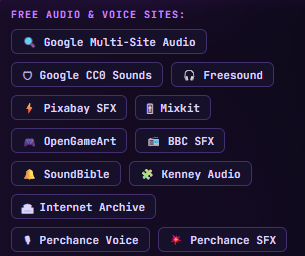 FREE AUDIO & VOICE SITES:
Google Multi-Site Audio
Google CC0 Sounds Freesound
Pixabay SFX Mixkit
OpenGameArt BBC SFX
SoundBible Kenney Audio
Internet Archive
Perchance Voice Perchance SFX